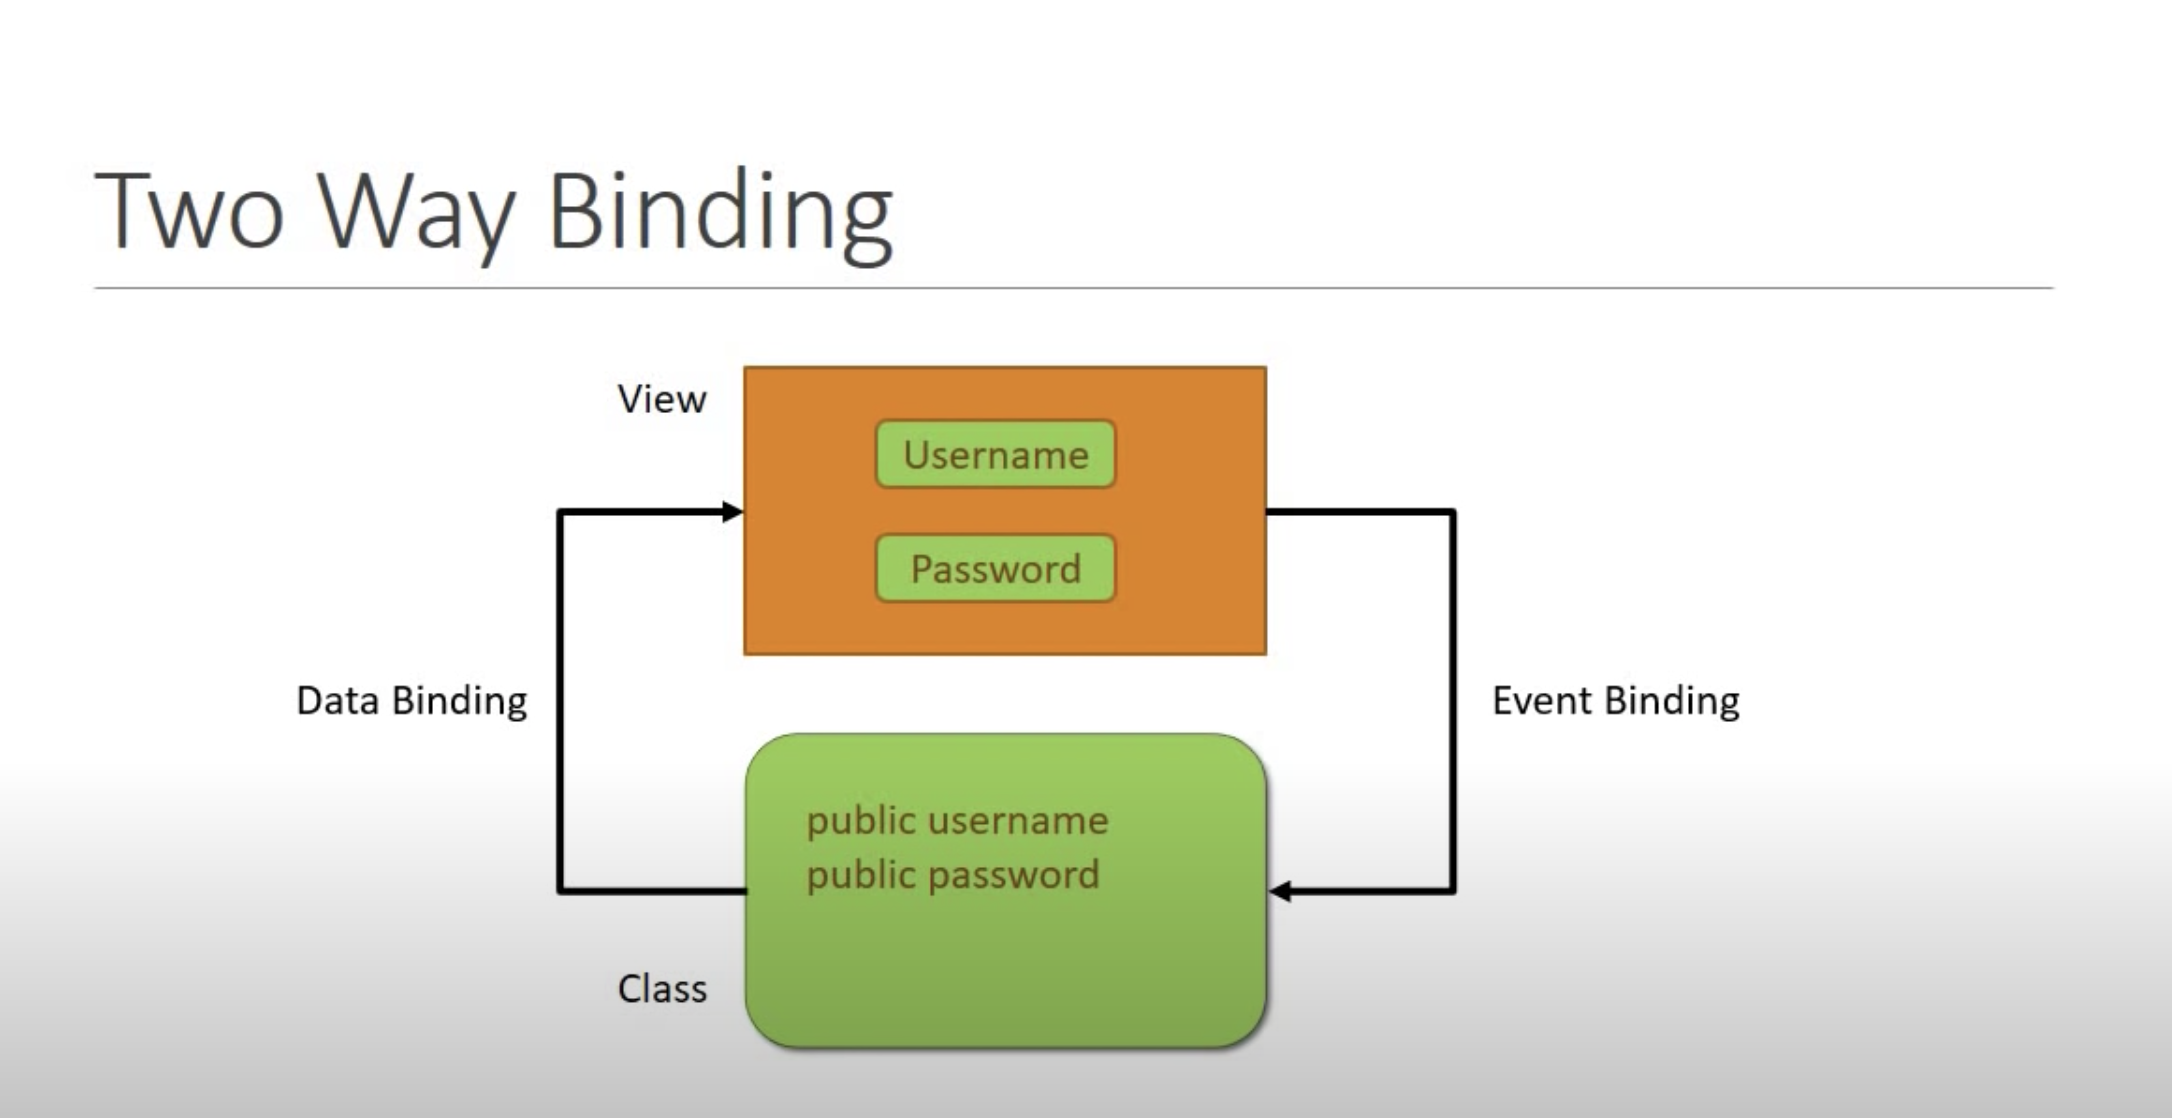 Two Way Binding
View
Username
Password
Data Binding
Event Binding
public username
public password
Class